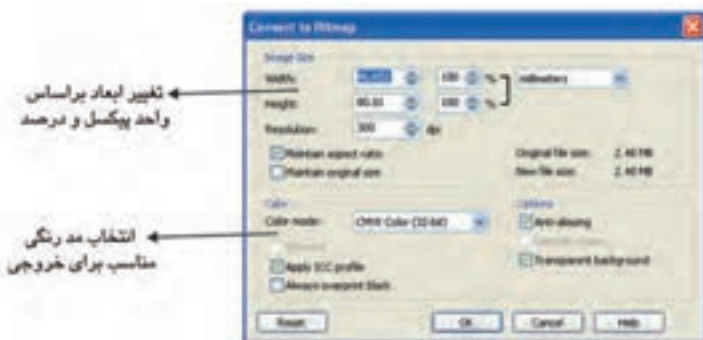 Convert to Bitmap
Image Size
Width: 100 %
millimeters
Height: 100 %
Resolution: 300 dpi
Maintain aspect ratio
Original file size: 2.40 MB
Maintain original size
New file size: 2.40 MB
تغییر ابعاد براساس
واحد پیکسل و درصد
Color
Options
Color mode: CMYK Color (32-bit)
Anti-aliasing
Apply ICC profile
Transparent background
Always overprint black
انتخاب مد رنگی
مناسب برای خروجی
Reset
OK
Cancel
Help